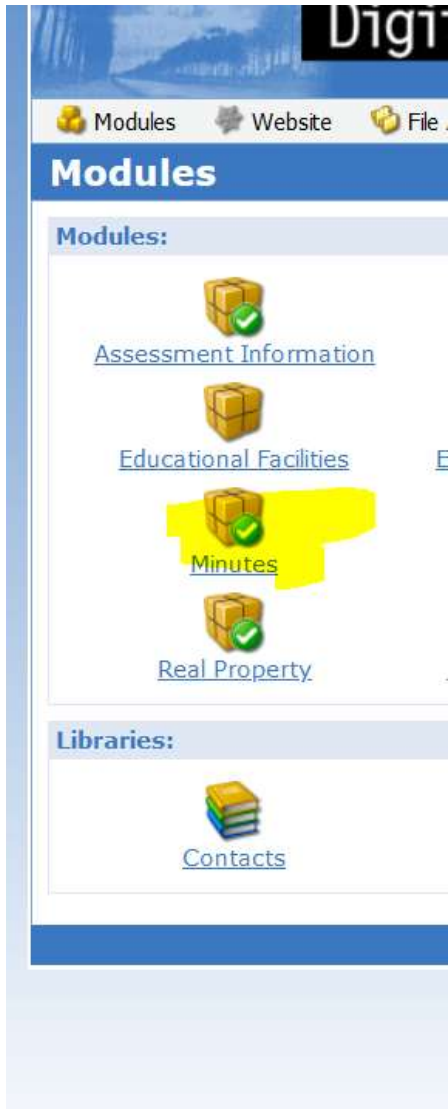 Digi
Modules Website File
Modules
Modules:
Assessment Information
Educational Facilities E
Minutes
Real Property
Libraries:
Contacts